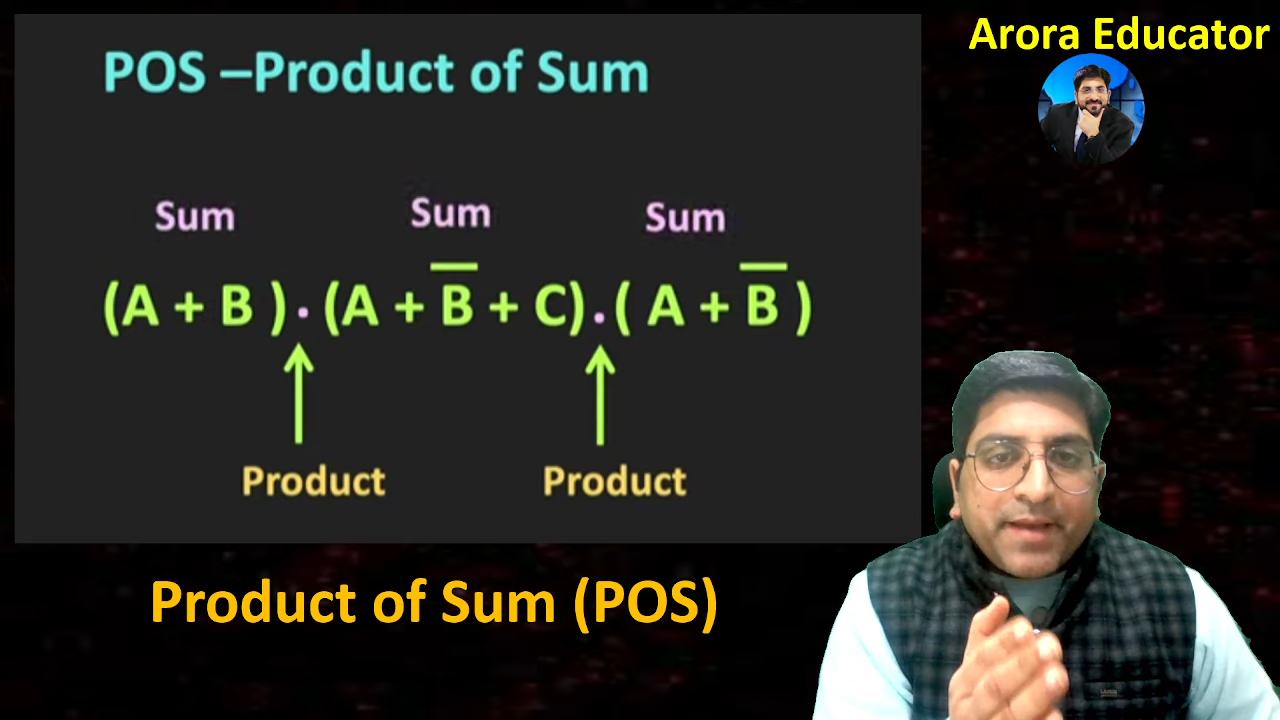 Arora Educator
POS –Product of Sum
Sum Sum Sum
(A + B ) . (A + B̅ + C) . ( A + B̅ )
Product Product
Product of Sum (POS)